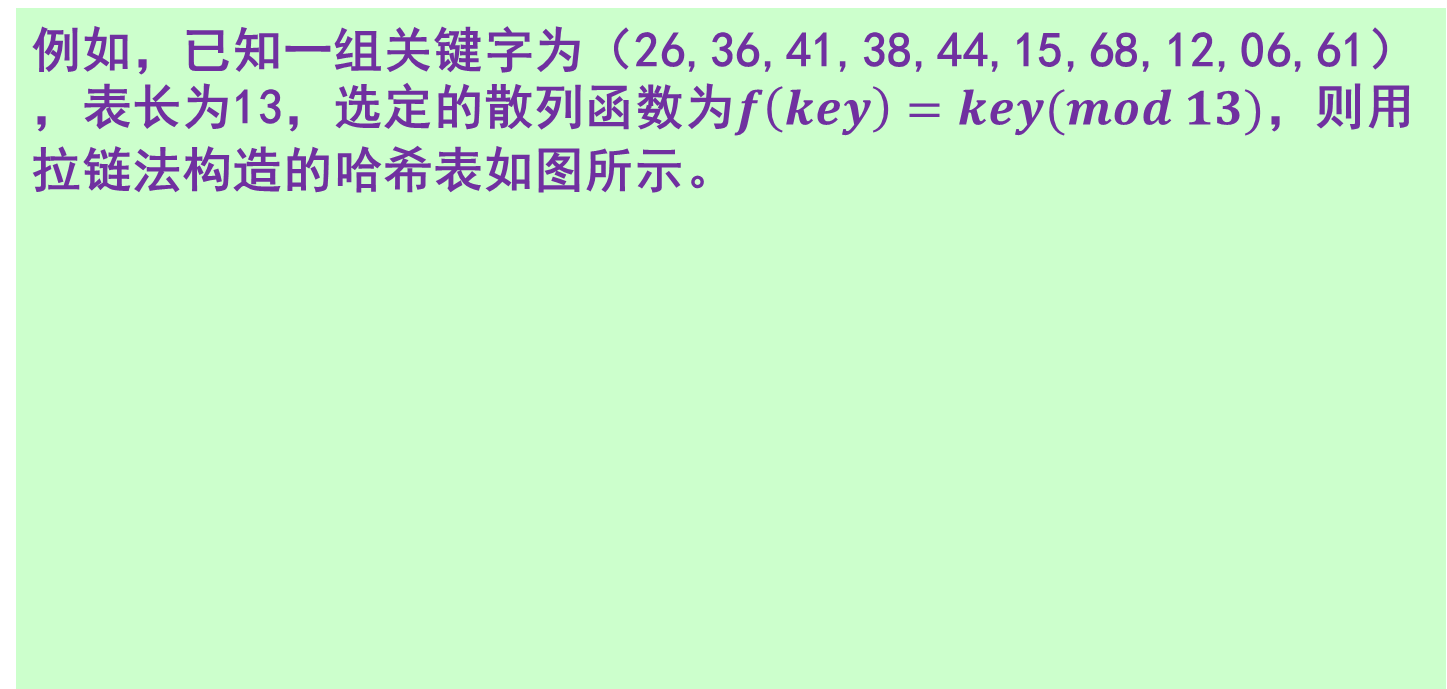 例如，已知一组关键字为（26,36,41,38,44,15,68,12,06,61）
，表长为13，选定的散列函数为f(key) = key(mod 13)，则用
拉链法构造的哈希表如图所示。